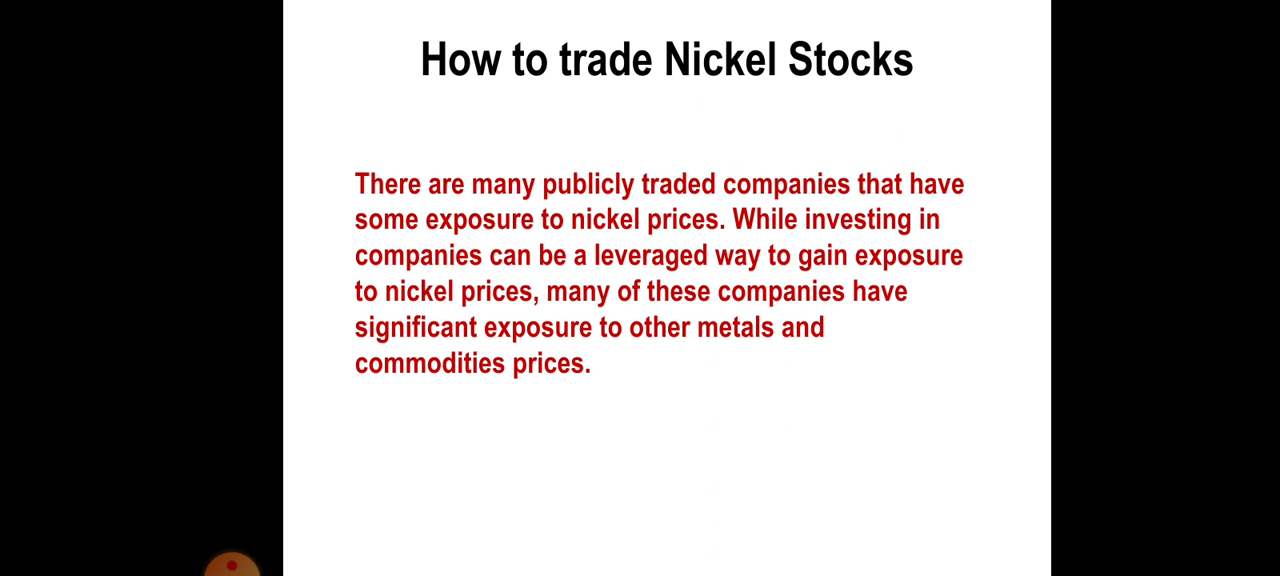 How to trade Nickel Stocks
There are many publicly traded companies that have
some exposure to nickel prices. While investing in
companies can be a leveraged way to gain exposure
to nickel prices, many of these companies have
significant exposure to other metals and
commodities prices.